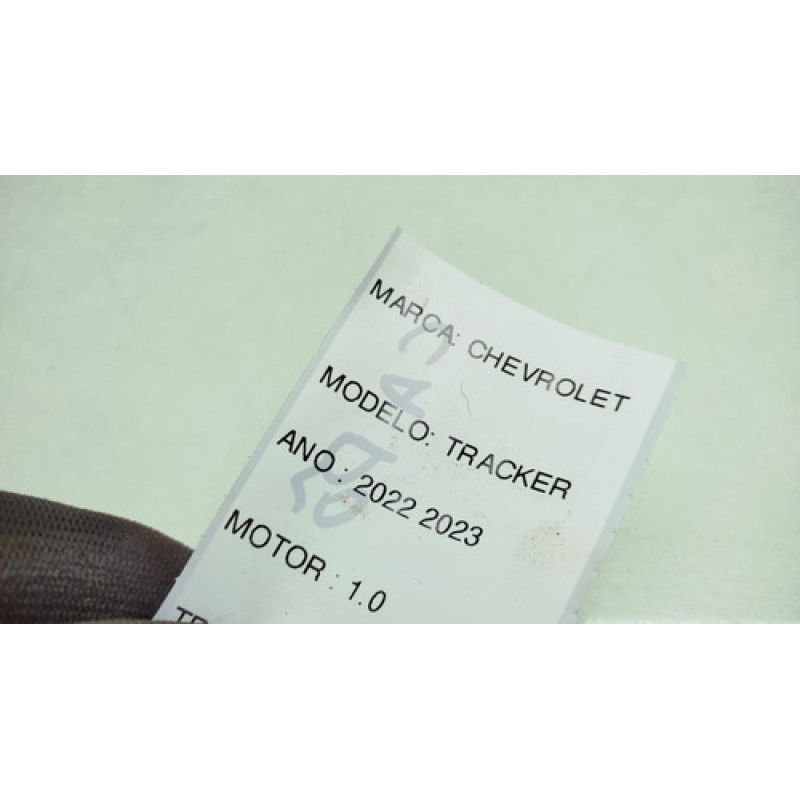 MARCA: CHEVROLET
MODELO: TRACKER
ANO : 2022 2023
MOTOR : 1.0